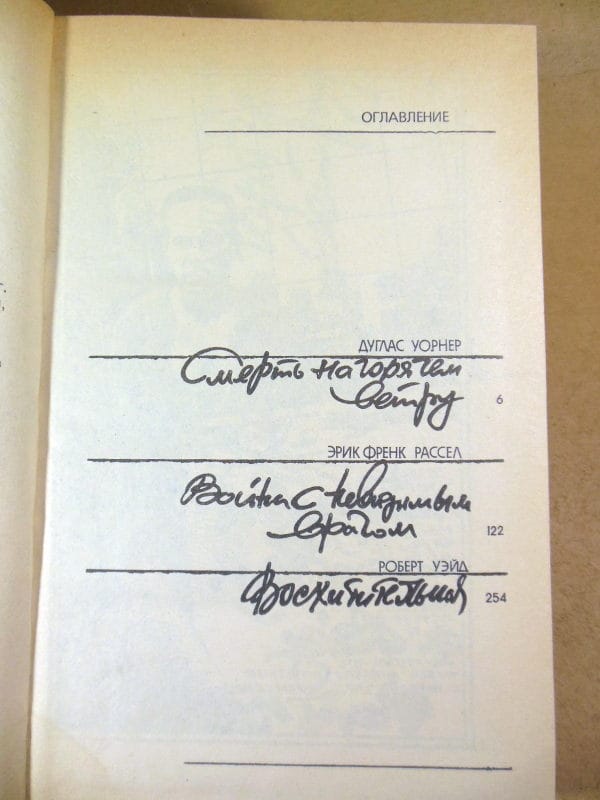 ОГЛАВЛЕНИЕ
ДУГЛАС УОРНЕР
Смерть на горячем
ветру
6
ЭРИК ФРЕНК РАССЕЛ
Война с невидимым
врагом
122
РОБЕРТ УЭЙД
Восхитительная
254